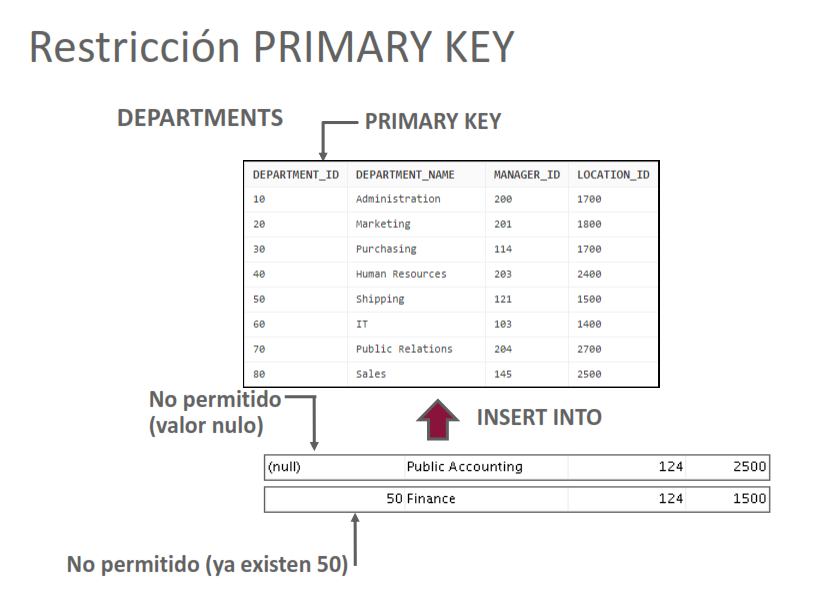 Restricción PRIMARY KEY
DEPARTMENTS
PRIMARY KEY
DEPARTMENT_ID DEPARTMENT_NAME MANAGER_ID LOCATION_ID
10 Administration 200 1700
20 Marketing 201 1800
30 Purchasing 114 1700
40 Human Resources 203 2400
50 Shipping 121 1500
60 IT 103 1400
70 Public Relations 204 2700
80 Sales 145 2500
No permitido
(valor nulo)
INSERT INTO
(null) Public Accounting 124 2500
50 Finance 124 1500
No permitido (ya existen 50)